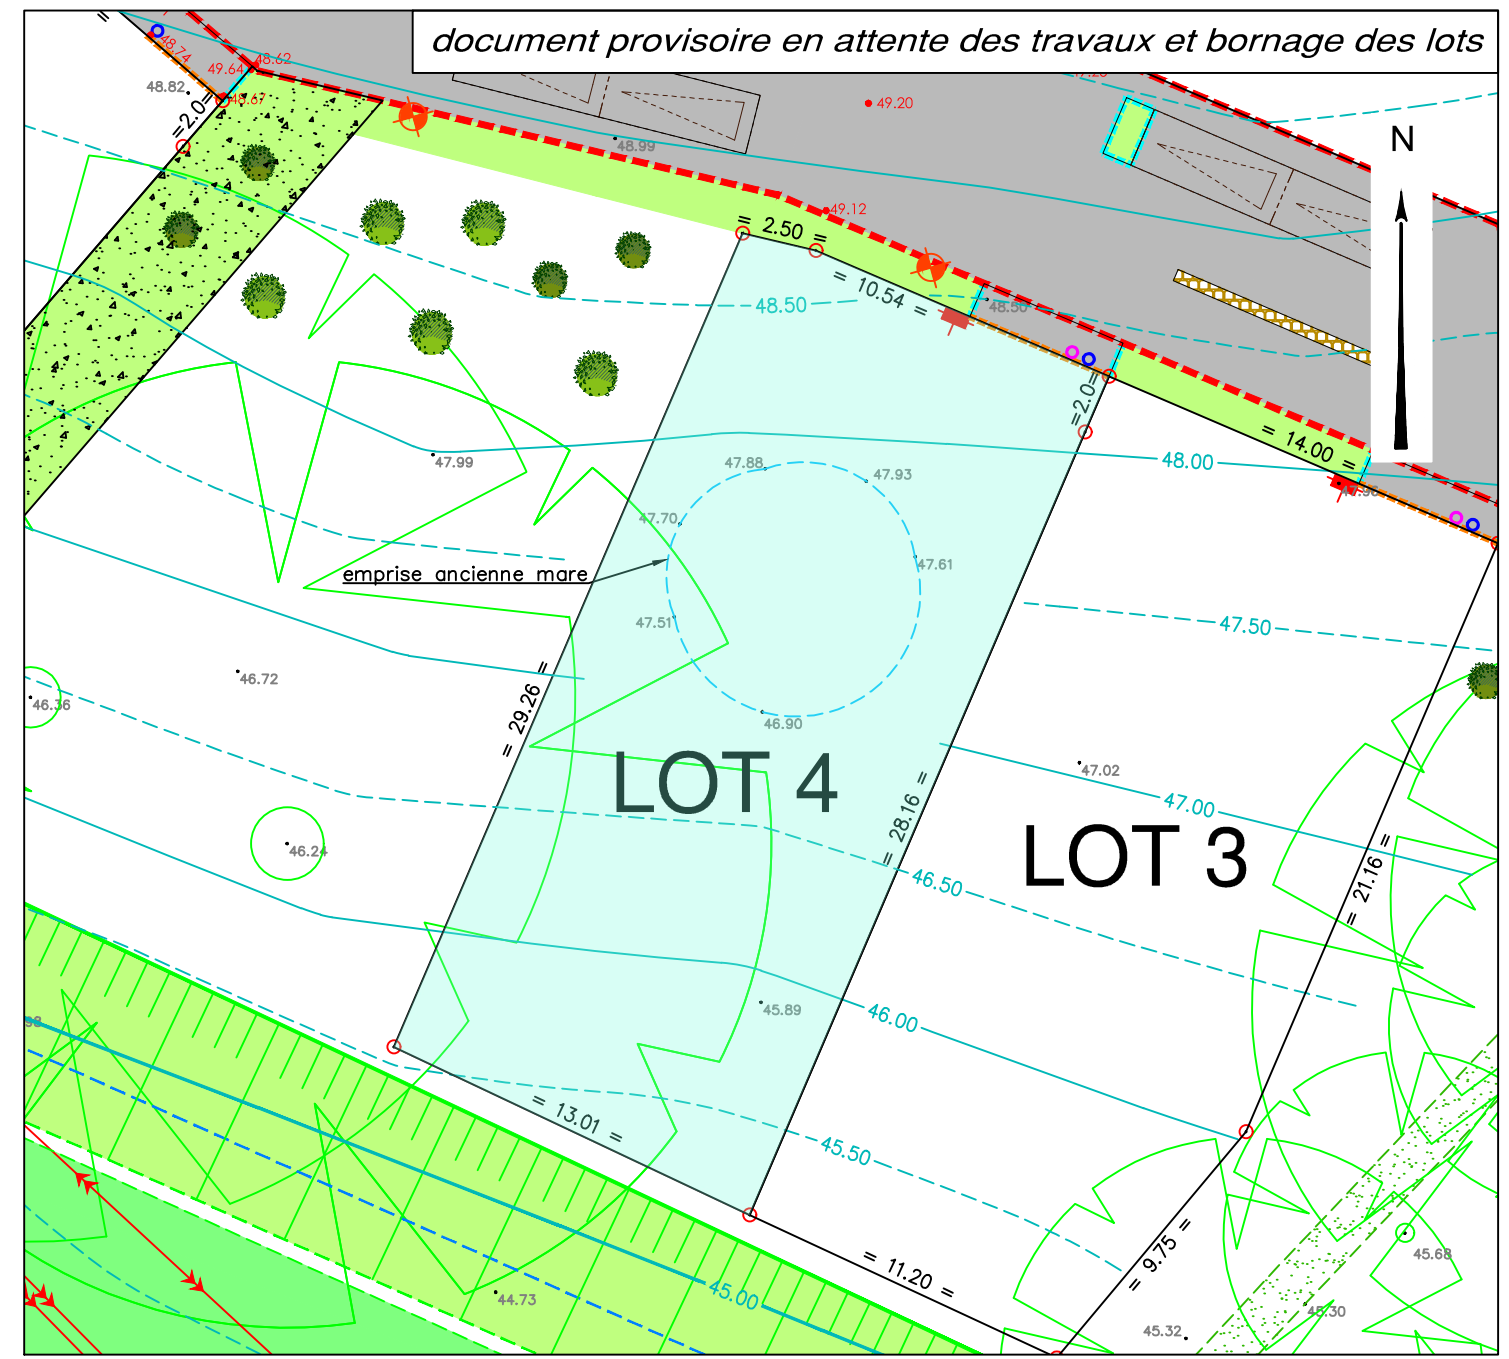 document provisoire en attente des travaux et bornage des lots
48.74
48.62
49.64
48.82
48.67
=2.0=
49.20
48.99
N
49.12
= 2.50 =
= 10.54 =
48.50
48.50
=2.0=
= 14.00 =
47.99
47.88
47.93
48.00
47.96
47.70
47.61
emprise ancienne mare
47.51
47.50
46.72
46.36
= 29.26 =
46.90
LOT 4
47.02
47.00
= 28.16 =
LOT 3
46.24
46.50
= 21.16 =
45.89
46.00
= 13.01 =
45.50
45.68
= 9.75 =
= 11.20 =
44.73
45.00
45.30
45.32